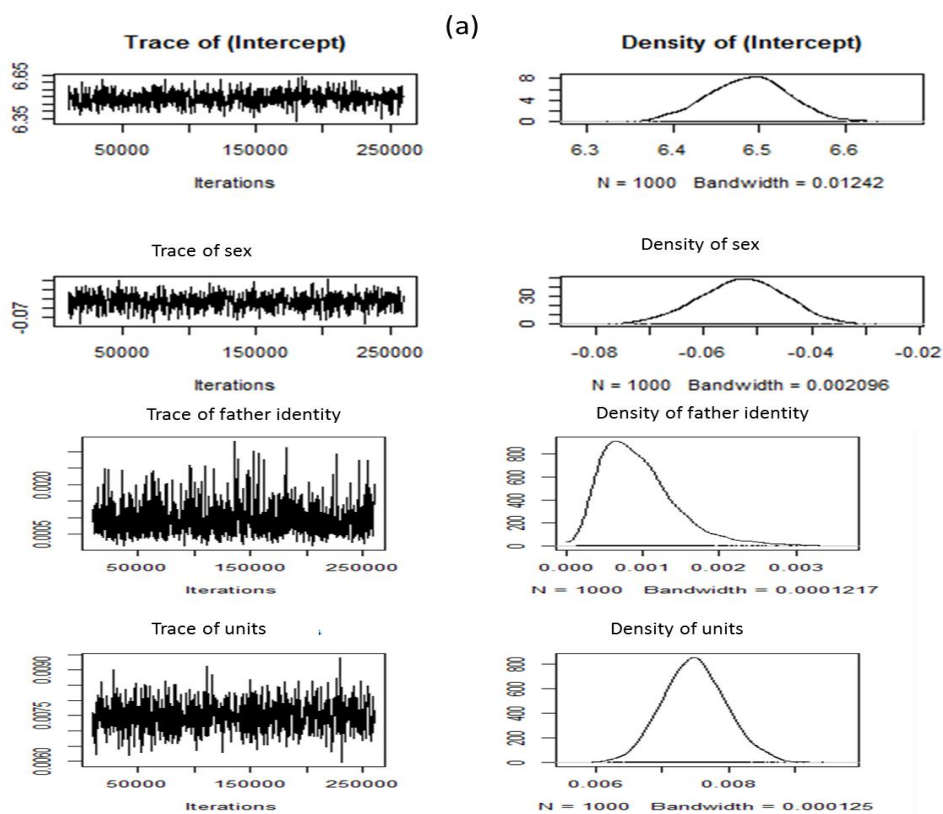 (a)
Trace of (Intercept)
6.35 6.65
50000 150000 250000
Iterations
Density of (Intercept)
0 4 8
6.3 6.4 6.5 6.6
N = 1000 Bandwidth = 0.01242
Trace of sex
-0.07
50000 150000 250000
Iterations
Density of sex
0 30
-0.08 -0.06 -0.04 -0.02
N = 1000 Bandwidth = 0.002096
Trace of father identity
0.0005 0.0020
50000 150000 250000
Iterations
Density of father identity
0 200 400 600 800
0.000 0.001 0.002 0.003
N = 1000 Bandwidth = 0.0001217
Trace of units
0.0060 0.0075 0.0090
50000 150000 250000
Iterations
Density of units
0 200 400 600 800
0.006 0.008
N = 1000 Bandwidth = 0.000125